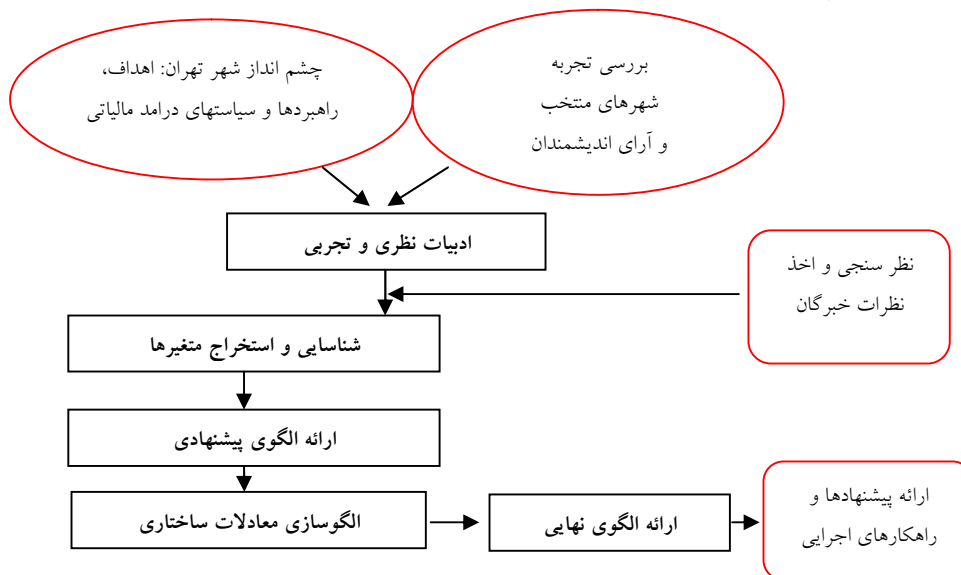 بررسی تجربه
شهرهای منتخب
و آرای اندیشمندان
چشم انداز شهر تهران: اهداف،
راهبردها و سیاستهای درامد مالیاتی
ادبیات نظری و تجربی
نظر سنجی و اخذ
نظرات خبرگان
شناسایی و استخراج متغیرها
ارائه الگوی پیشنهادی
الگوسازی معادلات ساختاری
ارائه الگوی نهایی
ارائه پیشنهادها و
راهکارهای اجرایی